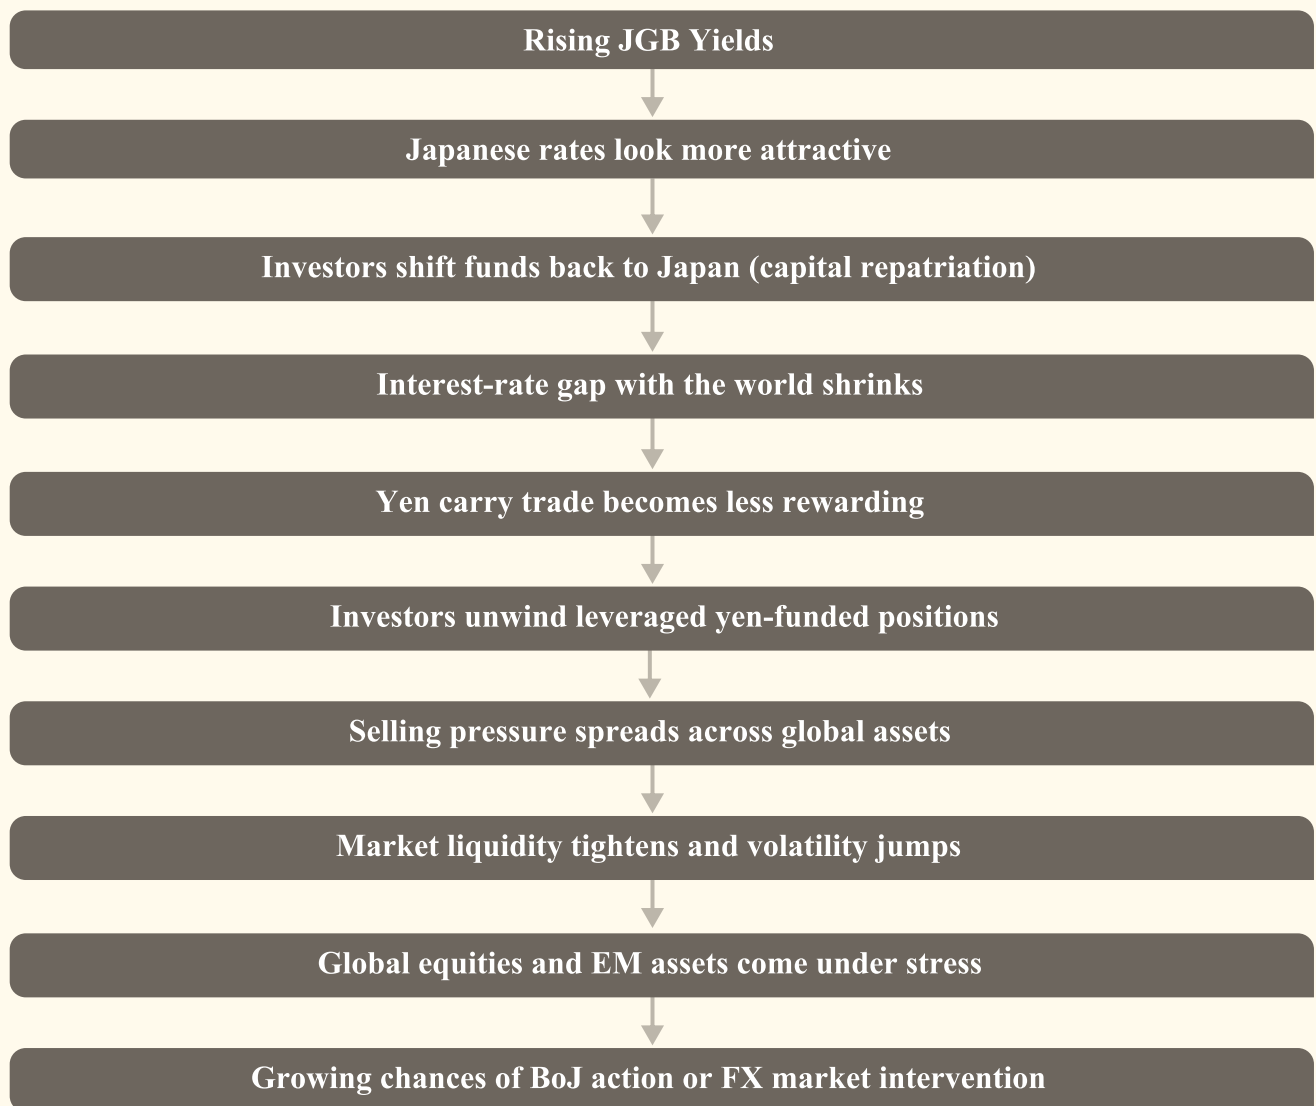 Rising JGB Yields
Japanese rates look more attractive
Investors shift funds back to Japan (capital repatriation)
Interest-rate gap with the world shrinks
Yen carry trade becomes less rewarding
Investors unwind leveraged yen-funded positions
Selling pressure spreads across global assets
Market liquidity tightens and volatility jumps
Global equities and EM assets come under stress
Growing chances of BoJ action or FX market intervention